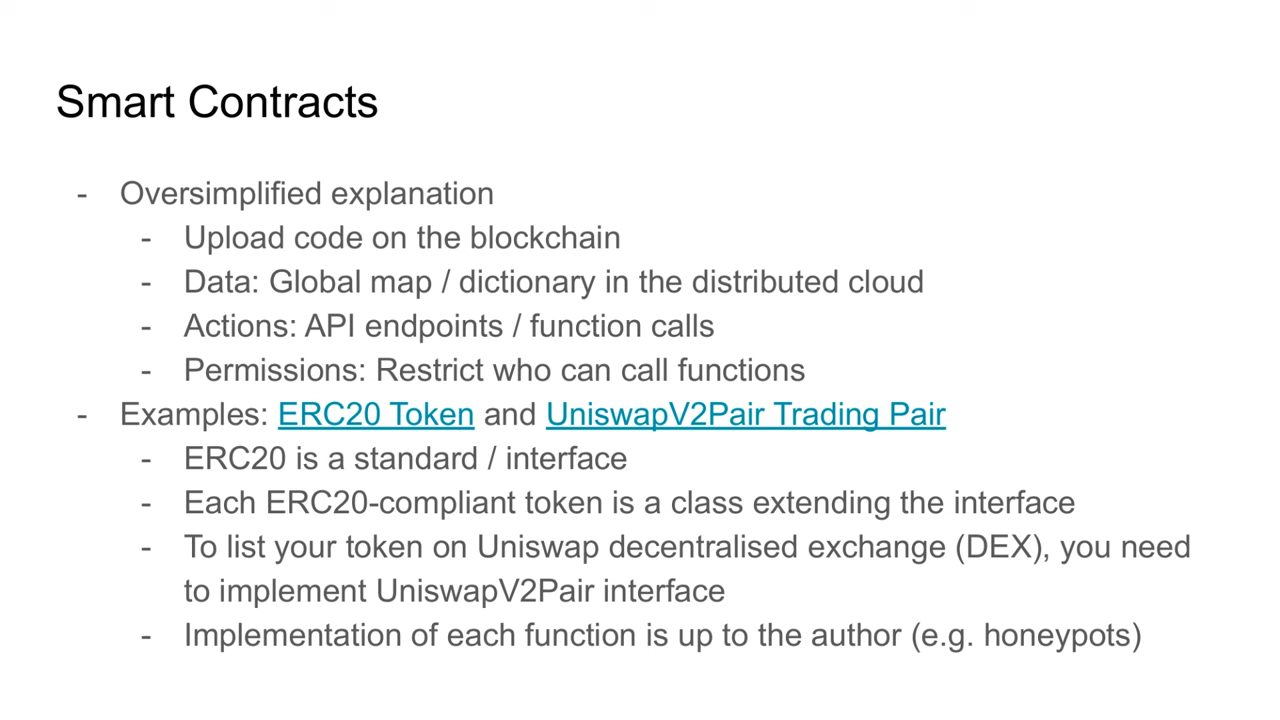 Smart Contracts
- Oversimplified explanation
- Upload code on the blockchain
- Data: Global map / dictionary in the distributed cloud
- Actions: API endpoints / function calls
- Permissions: Restrict who can call functions
- Examples: ERC20 Token and UniswapV2Pair Trading Pair
- ERC20 is a standard / interface
- Each ERC20-compliant token is a class extending the interface
- To list your token on Uniswap decentralised exchange (DEX), you need
to implement UniswapV2Pair interface
- Implementation of each function is up to the author (e.g. honeypots)